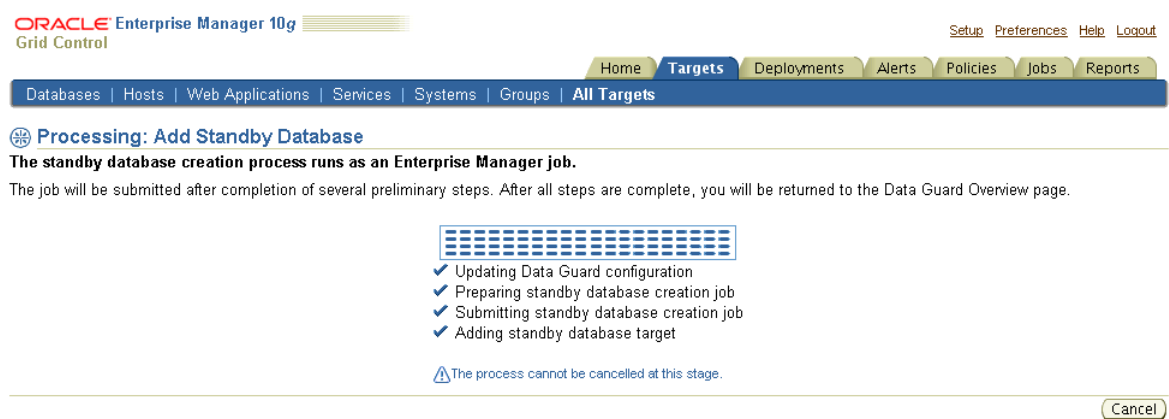 ORACLE Enterprise Manager 10g
Grid Control
Setup Preferences Help Logout
Home Targets Deployments Alerts Policies Jobs Reports
Databases | Hosts | Web Applications | Services | Systems | Groups | All Targets
Processing: Add Standby Database
The standby database creation process runs as an Enterprise Manager job.
The job will be submitted after completion of several preliminary steps. After all steps are complete, you will be returned to the Data Guard Overview page.
Updating Data Guard configuration
Preparing standby database creation job
Submitting standby database creation job
Adding standby database target
The process cannot be cancelled at this stage.
Cancel